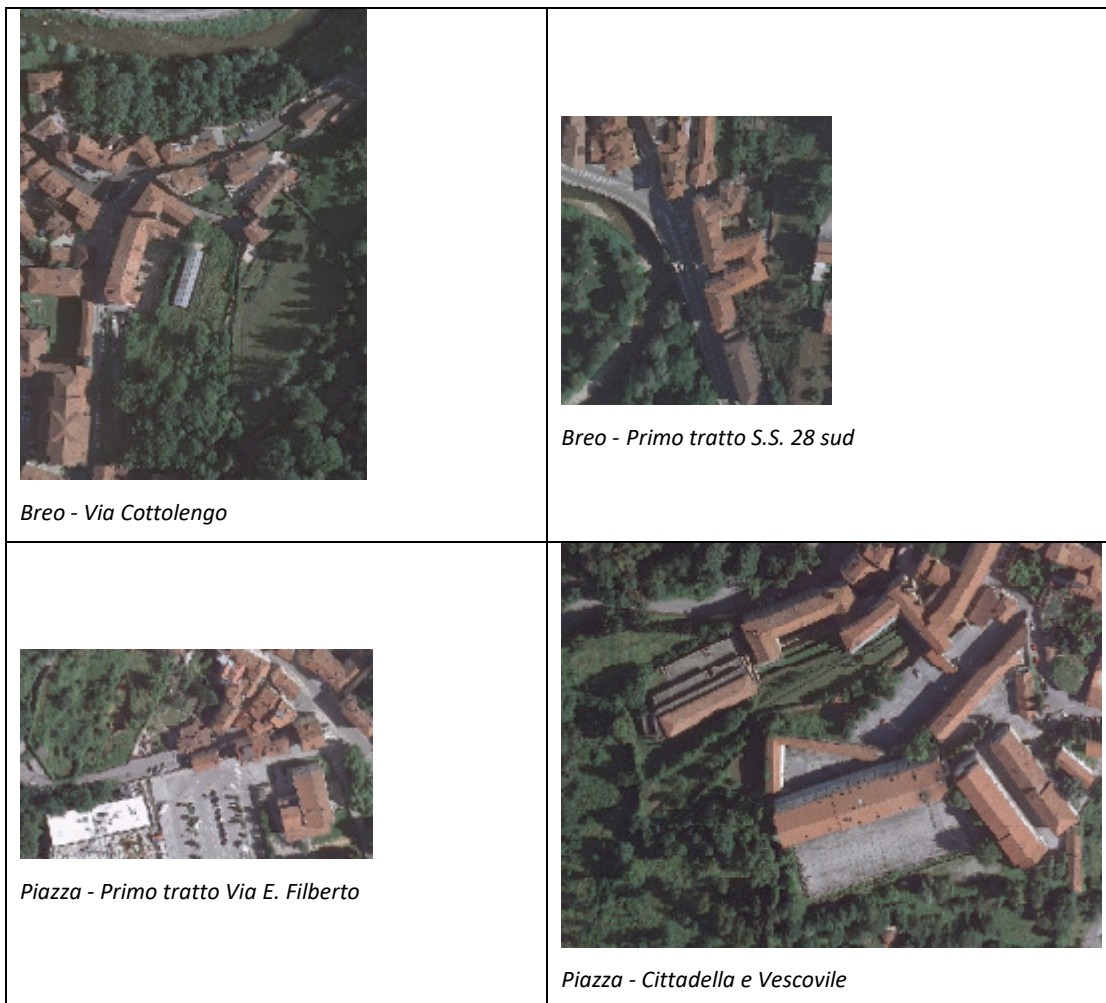 Breo - Via Cottolengo
Breo - Primo tratto S.S. 28 sud
Piazza - Primo tratto Via E. Filberto
Piazza - Cittadella e Vescovile